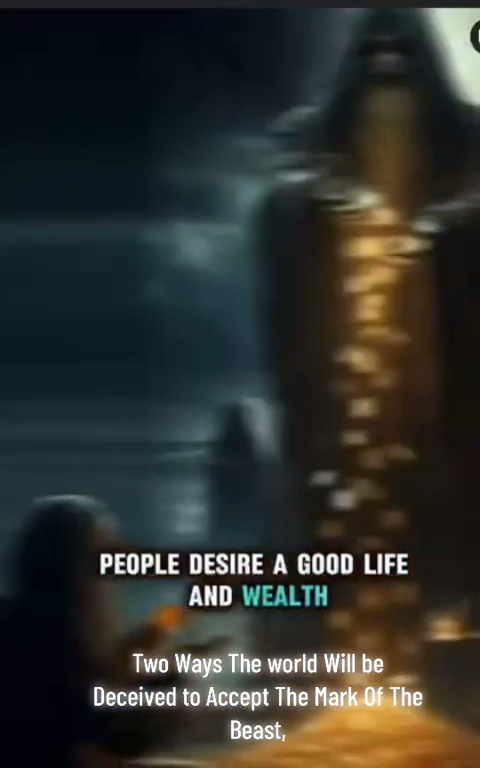 PEOPLE DESIRE A GOOD LIFE
AND WEALTH
Two Ways The world Will be
Deceived to Accept The Mark Of The
Beast,